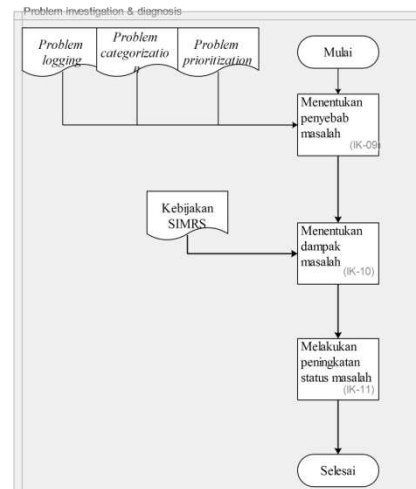 Problem investigation & diagnosis
Problem
logging
Problem
categorizatio
n
Problem
prioritization
Mulai
Menentukan
penyebab
masalah
(IK-09)
Kebijakan
SIMRS
Menentukan
dampak
masalah
(IK-10)
Melakukan
peningkatan
status masalah
(IK-11)
Selesai